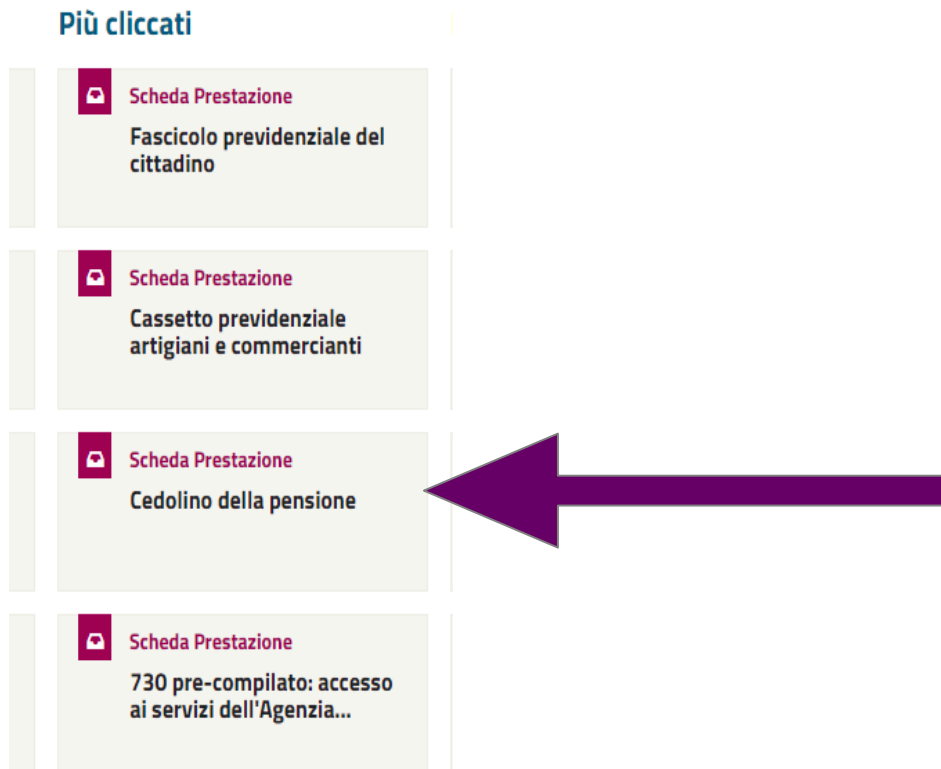 Più cliccati
Scheda Prestazione
Fascicolo previdenziale del
cittadino
Scheda Prestazione
Cassetto previdenziale
artigiani e commercianti
Scheda Prestazione
Cedolino della pensione
Scheda Prestazione
730 pre-compilato: accesso
ai servizi dell'Agenzia...